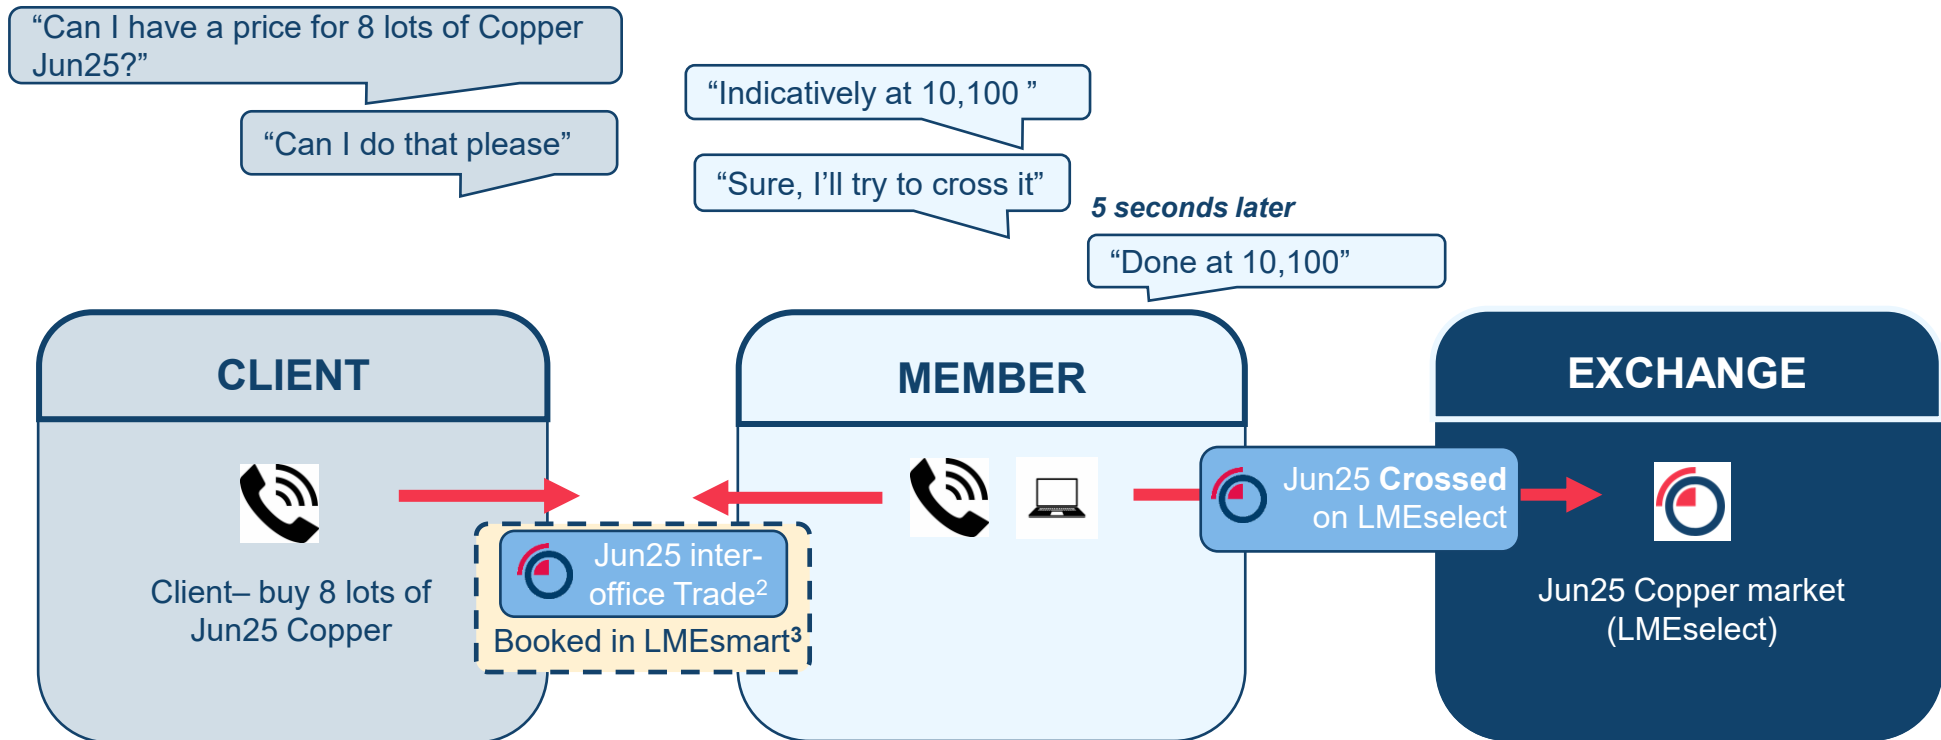 “Can I have a price for 8 lots of Copper
Jun25?”
“Indicatively at 10,100 ”
“Can I do that please”
“Sure, I’ll try to cross it”
5 seconds later
“Done at 10,100”
CLIENT
MEMBER
EXCHANGE
Jun25 Crossed
on LMEselect
Jun25 inter-
office Trade²
Booked in LMEsmart³
Client– buy 8 lots of
Jun25 Copper
Jun25 Copper market
(LMEselect)